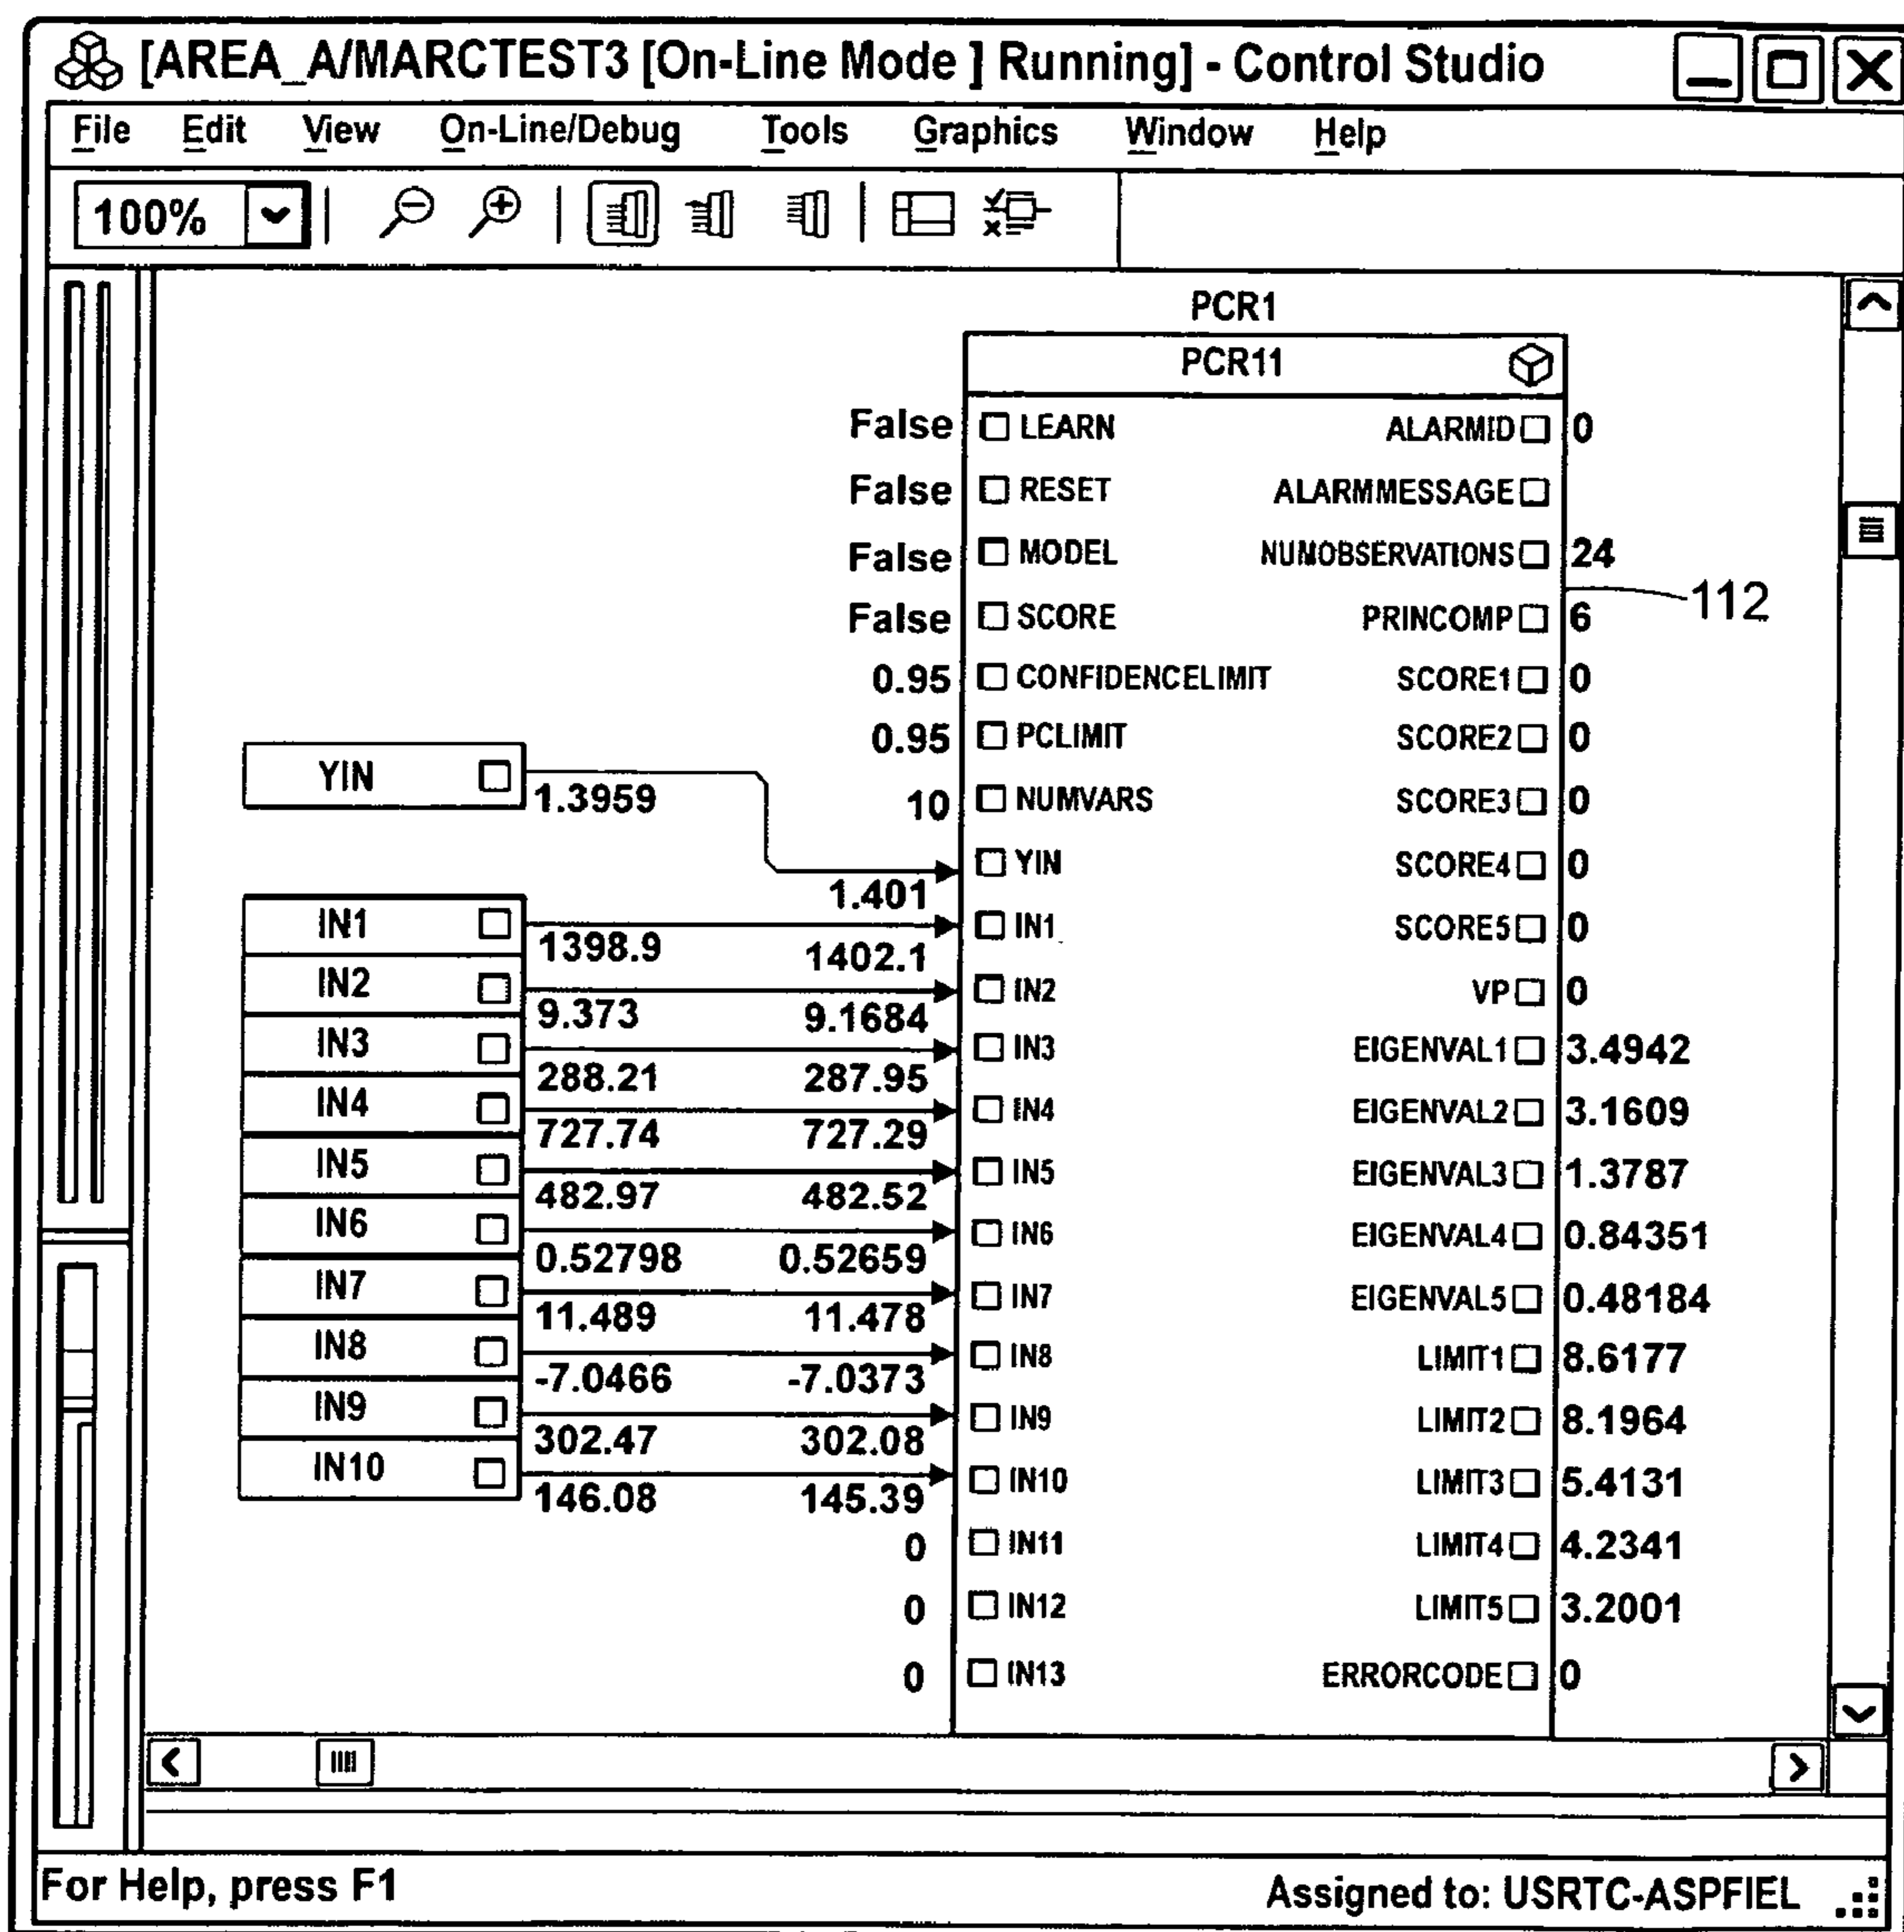 [AREA_A/MARCTEST3 [On-Line Mode ] Running] - Control Studio
File Edit View On-Line/Debug Tools Graphics Window Help
100%
PCR1
PCR11
False LEARN ALARMID 0
False RESET ALARMMESSAGE
False MODEL NUMOBSERVATIONS 24
112
False SCORE PRINCOMP 6
0.95 CONFIDENCELIMIT SCORE1 0
0.95 PCLIMIT SCORE2 0
YIN 1.3959 10 NUMVARS SCORE3 0
1.401 YIN SCORE4 0
IN1 1398.9 1402.1 IN1 SCORE5 0
IN2 9.373 9.1684 IN2 VP 0
IN3 288.21 287.95 IN3 EIGENVAL1 3.4942
IN4 727.74 727.29 IN4 EIGENVAL2 3.1609
IN5 482.97 482.52 IN5 EIGENVAL3 1.3787
IN6 0.52798 0.52659 IN6 EIGENVAL4 0.84351
IN7 11.489 11.478 IN7 EIGENVAL5 0.48184
IN8 -7.0466 -7.0373 IN8 LIMIT1 8.6177
IN9 302.47 302.08 IN9 LIMIT2 8.1964
IN10 146.08 145.39 IN10 LIMIT3 5.4131
0 IN11 LIMIT4 4.2341
0 IN12 LIMIT5 3.2001
0 IN13 ERRORCODE 0
For Help, press F1 Assigned to: USRTC-ASPFIEL